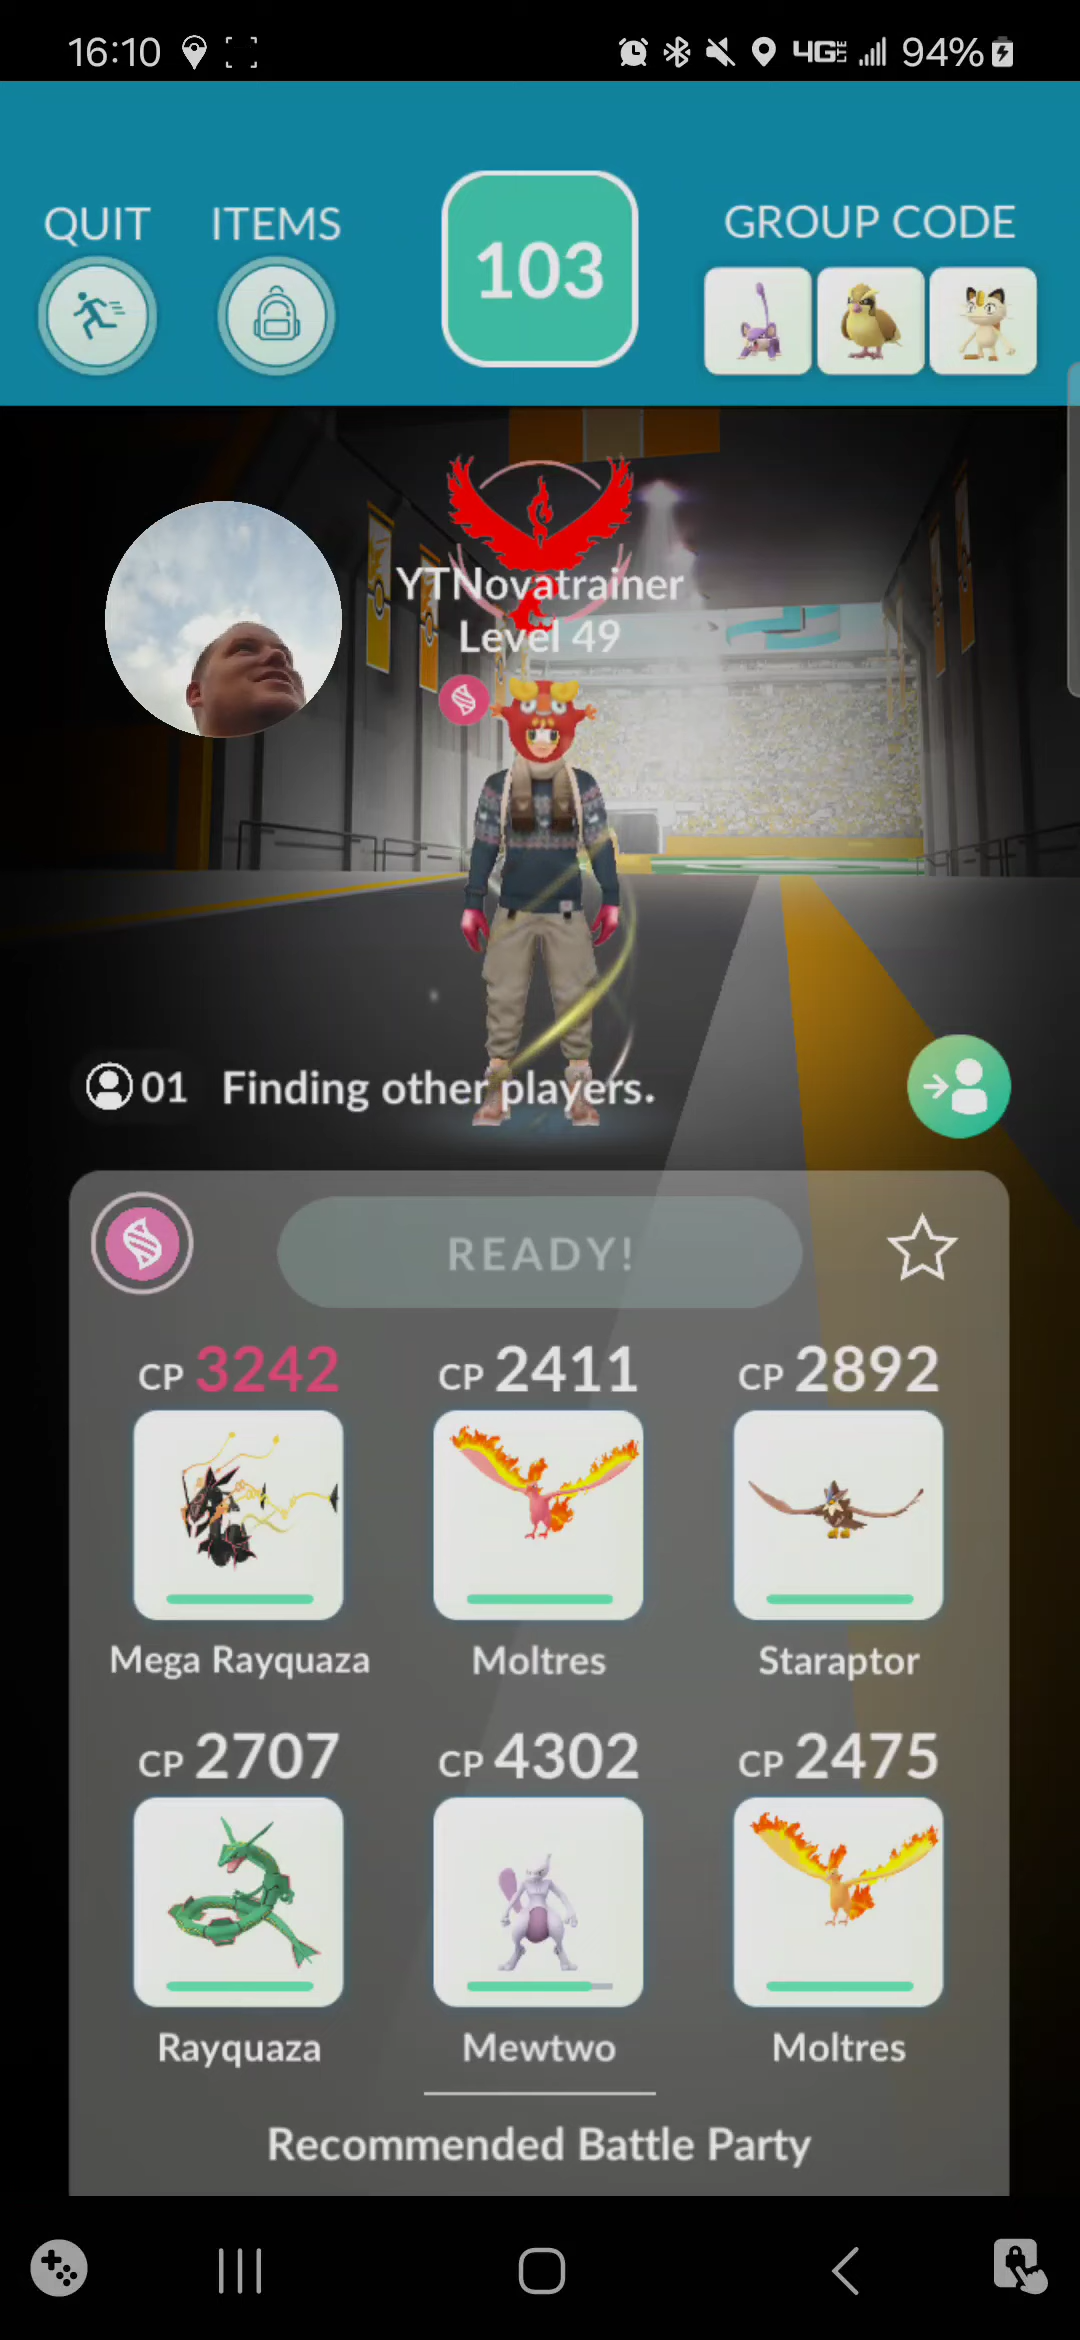 16:10
4GE LTE
94%
QUIT
ITEMS
103
GROUP CODE
YTNovatrainer
Level 49
01
Finding other players.
READY!
CP 3242
CP 2411
CP 2892
Mega Rayquaza
Moltres
Staraptor
CP 2707
CP 4302
CP 2475
Rayquaza
Mewtwo
Moltres
Recommended Battle Party